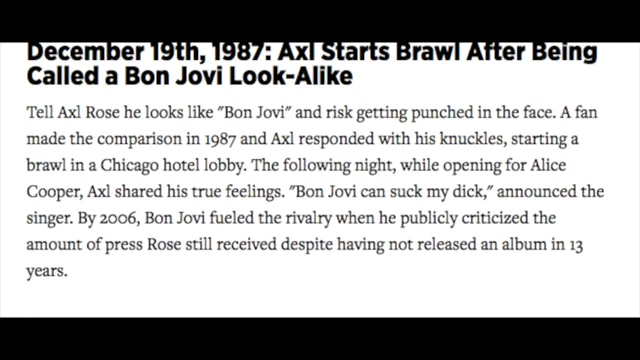 December 19th, 1987: Axl Starts Brawl After Being
Called a Bon Jovi Look-Alike
Tell Axl Rose he looks like "Bon Jovi" and risk getting punched in the face. A fan
made the comparison in 1987 and Axl responded with his knuckles, starting a
brawl in a Chicago hotel lobby. The following night, while opening for Alice
Cooper, Axl shared his true feelings. "Bon Jovi can suck my dick," announced the
singer. By 2006, Bon Jovi fueled the rivalry when he publicly criticized the
amount of press Rose still received despite having not released an album in 13
years.